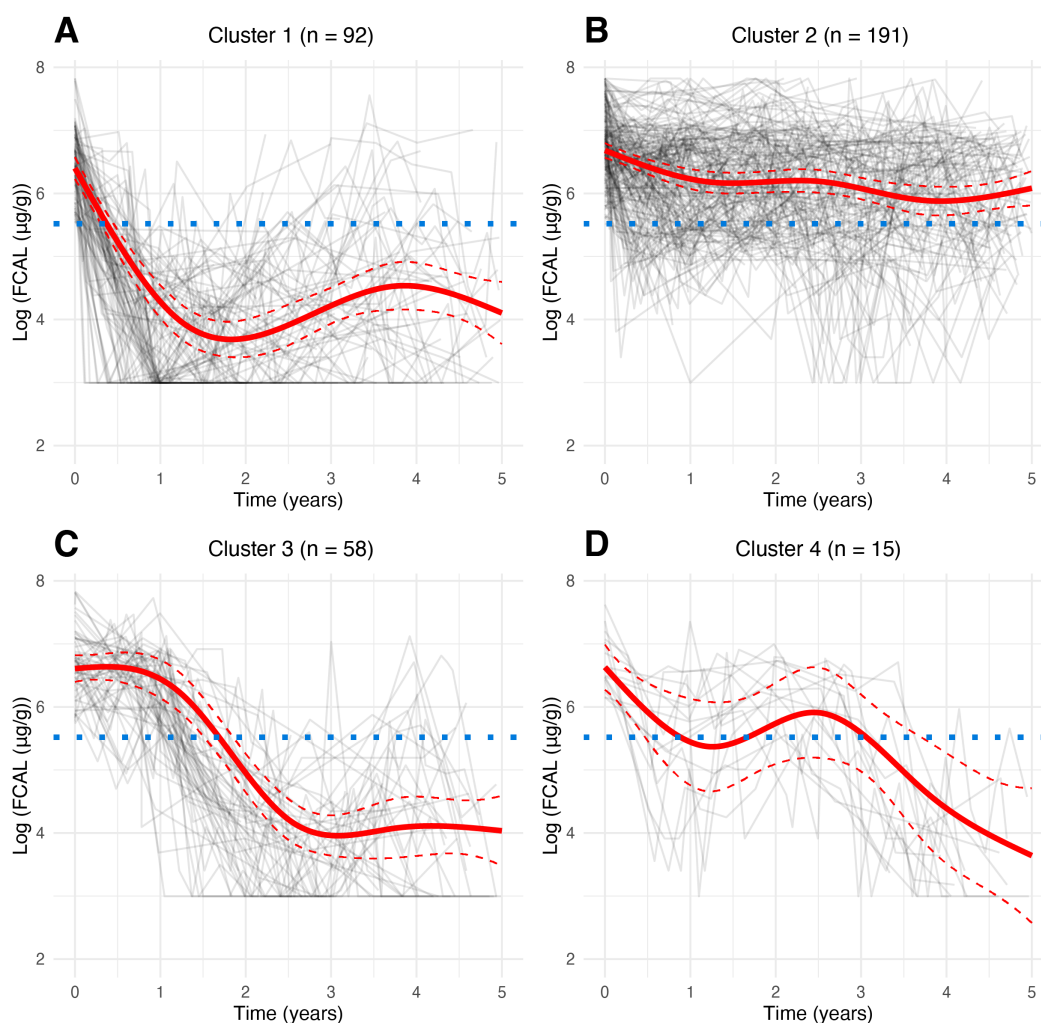 A
Cluster 1 (n = 92)
8
6
4
2
Log (FCAL (μg/g))
0 1 2 3 4 5
Time (years)
B
Cluster 2 (n = 191)
8
6
4
2
Log (FCAL (μg/g))
0 1 2 3 4 5
Time (years)
C
Cluster 3 (n = 58)
8
6
4
2
Log (FCAL (μg/g))
0 1 2 3 4 5
Time (years)
D
Cluster 4 (n = 15)
8
6
4
2
Log (FCAL (μg/g))
0 1 2 3 4 5
Time (years)